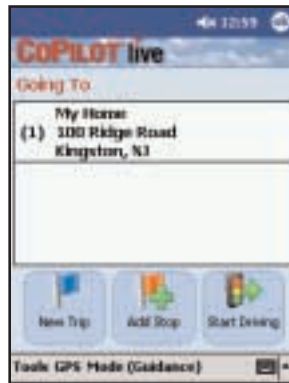 12:59
CoPilot live
Going To
My Home
(1) 100 Ridge Road
Kingston, NJ
New Trip
Add Stop
Start Driving
Tools GPS Mode (Guidance)